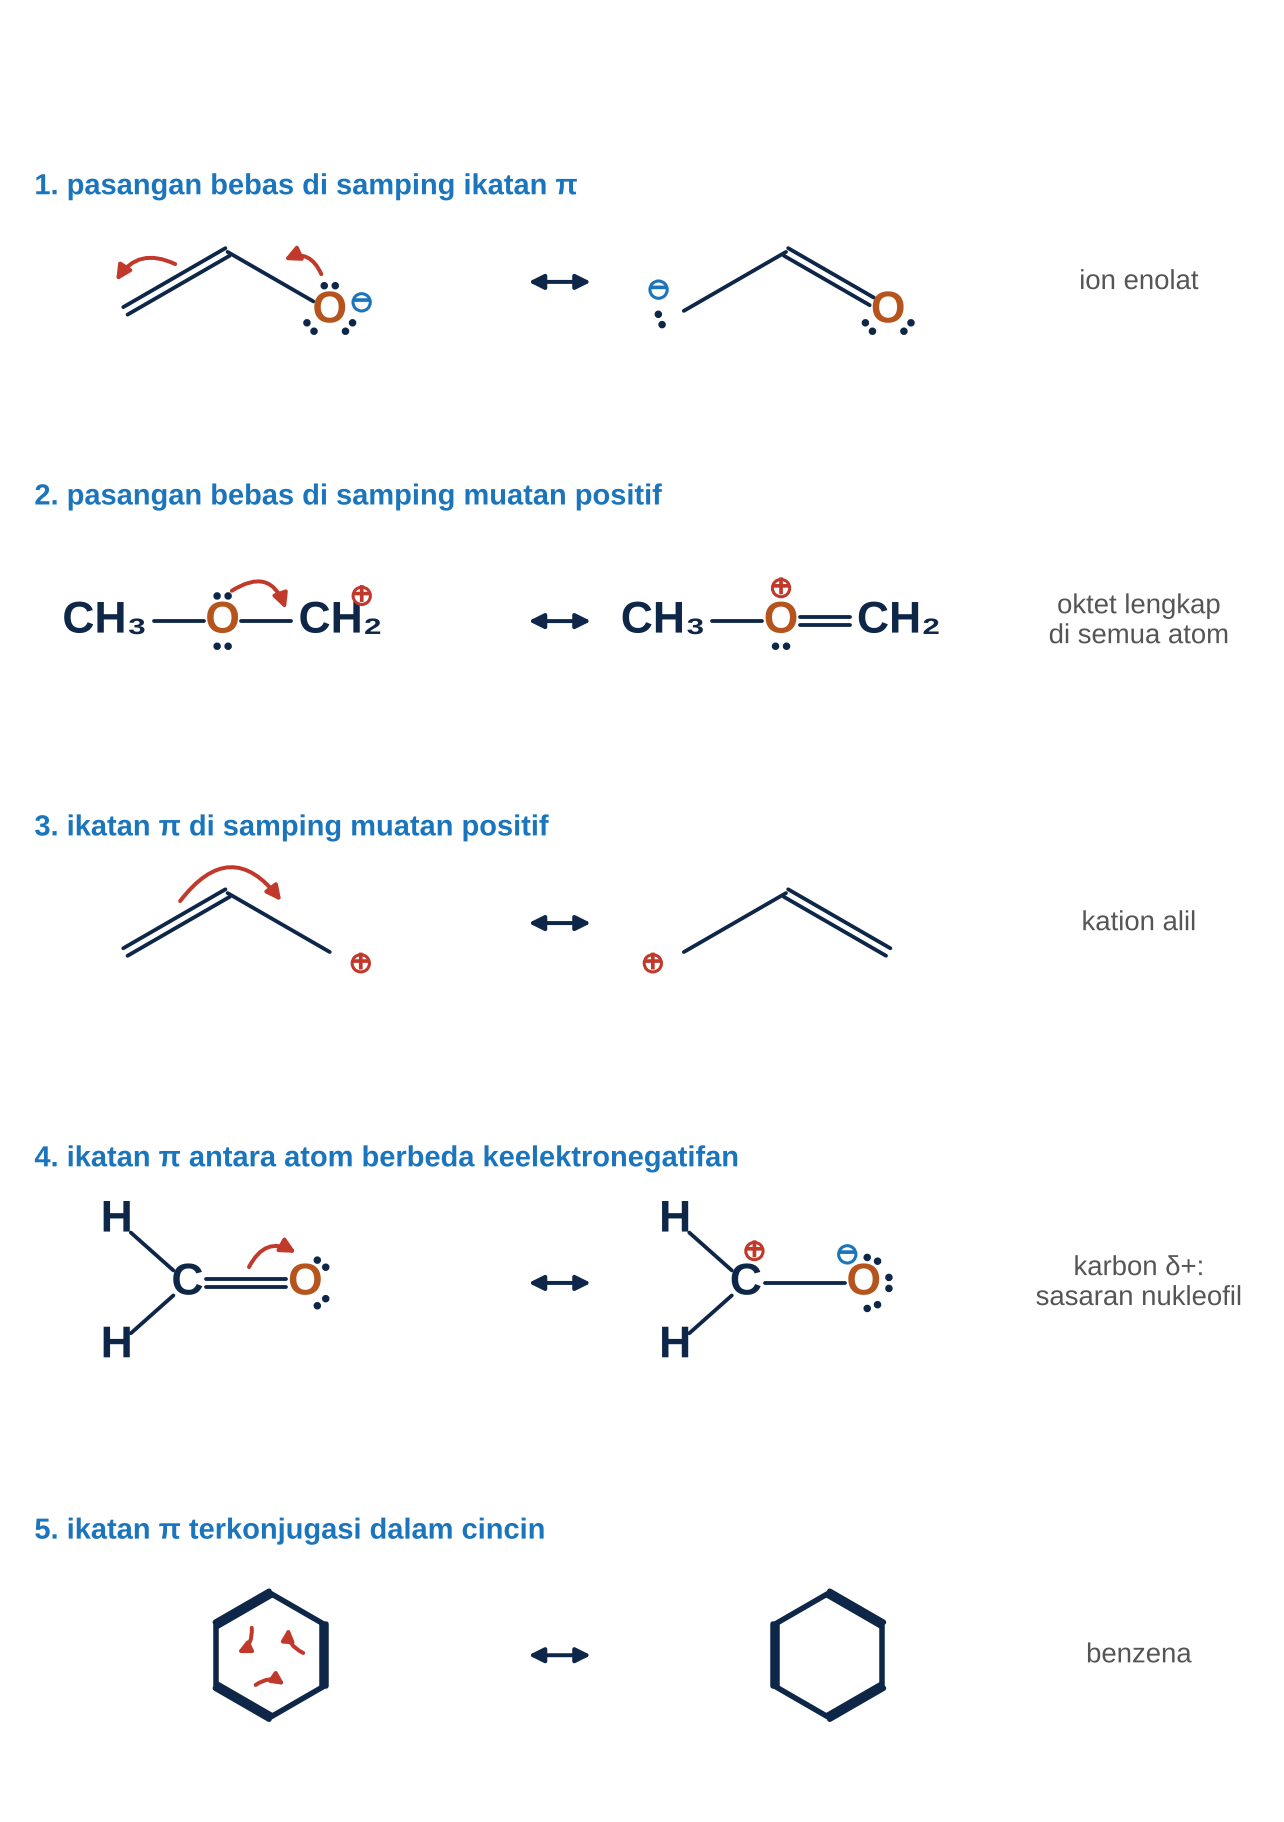 1. pasangan bebas di samping ikatan π
O ⊖
⊖ O
ion enolat
2. pasangan bebas di samping muatan positif
CH₃ O CH₂ ⊕
CH₃ O ⊕ CH₂
oktet lengkap
di semua atom
3. ikatan π di samping muatan positif
⊕
⊕
kation alil
4. ikatan π antara atom berbeda keelektronegatifan
H
C O
H
H
C ⊕ O ⊖
H
karbon δ+:
sasaran nukleofil
5. ikatan π terkonjugasi dalam cincin
benzena